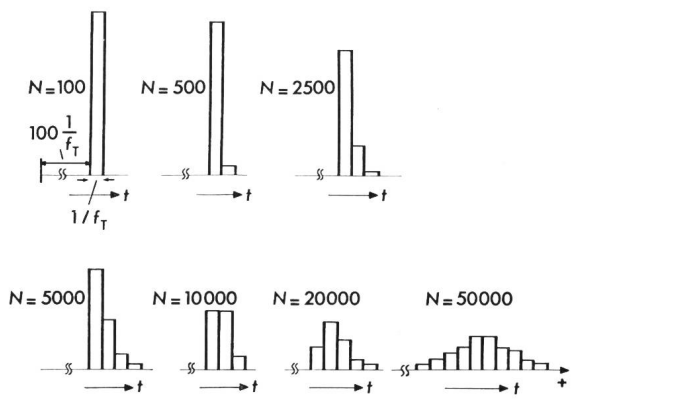 N=100
N=500
N=2500
100 1/f_T
t
t
t
1/f_T
N=5000
N=10000
N=20000
N=50000
t
t
t
t
+